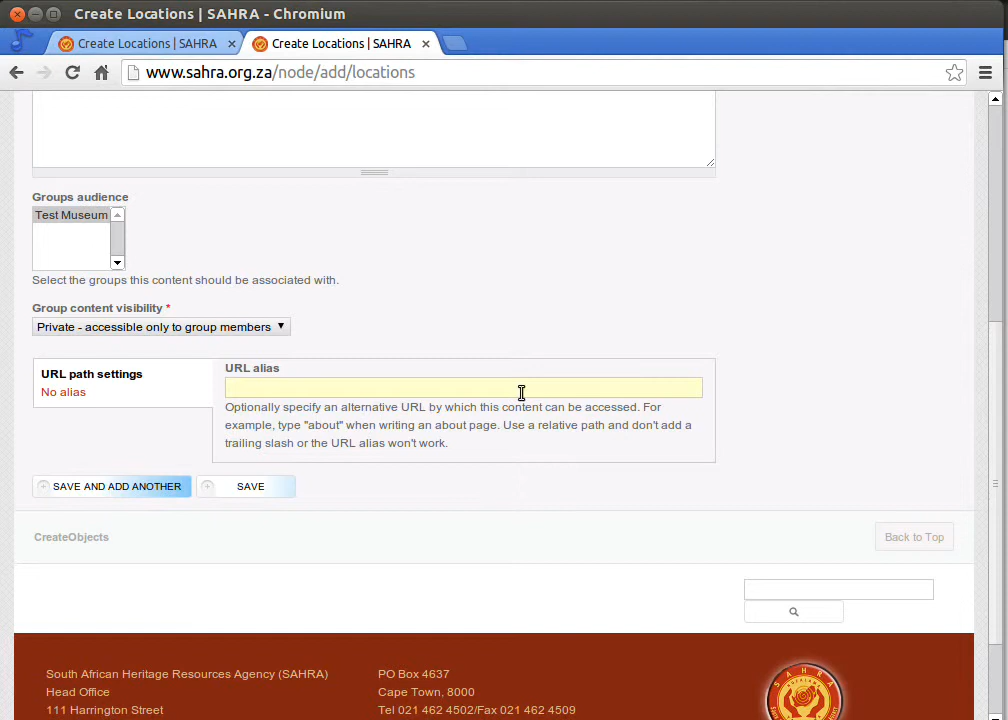 Create Locations | SAHRA - Chromium
Create Locations | SAHRA
Create Locations | SAHRA
www.sahra.org.za/node/add/locations
Groups audience
Test Museum
Select the groups this content should be associated with.
Group content visibility *
Private - accessible only to group members
URL path settings
No alias
URL alias
Optionally specify an alternative URL by which this content can be accessed. For
example, type "about" when writing an about page. Use a relative path and don't add a
trailing slash or the URL alias won't work.
SAVE AND ADD ANOTHER
SAVE
CreateObjects
Back to Top
South African Heritage Resources Agency (SAHRA)
Head Office
111 Harrington Street
PO Box 4637
Cape Town, 8000
Tel 021 462 4502/Fax 021 462 4509
SAHRA